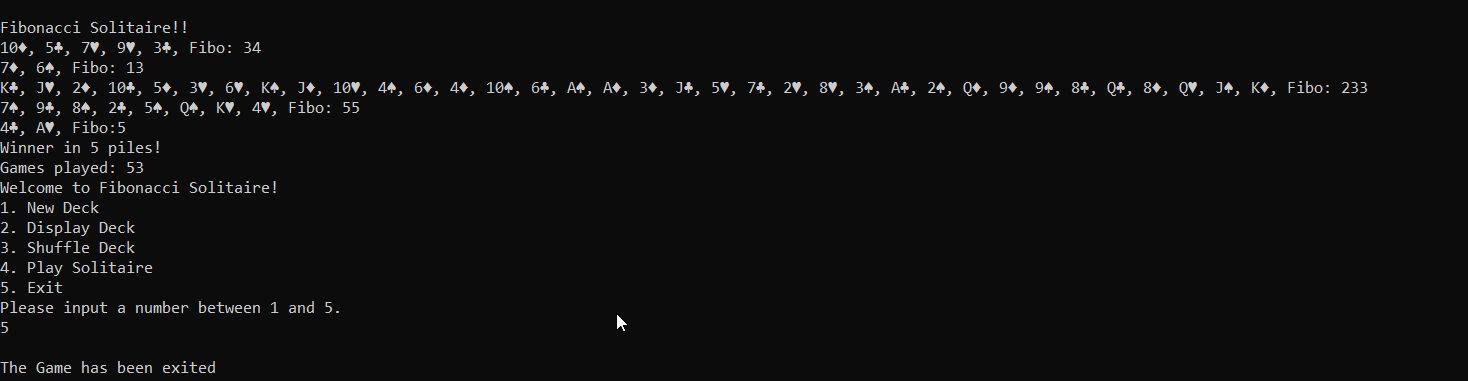 Fibonacci Solitaire!!
10♦, 5♣, 7♥, 9♥, 3♣, Fibo: 34
7♦, 6♠, Fibo: 13
K♣, J♥, 2♦, 10♣, 5♦, 3♥, 6♥, K♠, J♦, 10♥, 4♠, 6♦, 4♦, 10♠, 6♣, A♠, A♦, 3♦, J♣, 5♥, 7♣, 2♥, 8♥, 3♠, A♣, 2♠, Q♦, 9♦, 9♠, 8♣, Q♣, 8♦, Q♥, J♠, K♦, Fibo: 233
7♠, 9♣, 8♠, 2♣, 5♠, Q♠, K♥, 4♥, Fibo: 55
4♣, A♥, Fibo:5
Winner in 5 piles!
Games played: 53
Welcome to Fibonacci Solitaire!
1. New Deck
2. Display Deck
3. Shuffle Deck
4. Play Solitaire
5. Exit
Please input a number between 1 and 5.
5
The Game has been exited